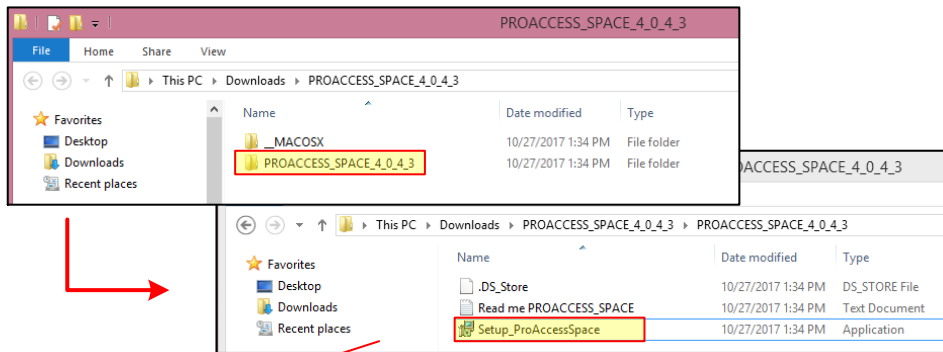 PROACCESS_SPACE_4_0_4_3
File Home Share View
This PC Downloads PROACCESS_SPACE_4_0_4_3
Favorites
Desktop
Downloads
Recent places
Name Date modified Type
__MACOSX 10/27/2017 1:34 PM File folder
PROACCESS_SPACE_4_0_4_3 10/27/2017 1:34 PM File folder
ACCESS_SPACE_4_0_4_3
This PC Downloads PROACCESS_SPACE_4_0_4_3 PROACCESS_SPACE_4_0_4_3
Favorites
Desktop
Downloads
Recent places
Name Date modified Type
.DS_Store 10/27/2017 1:34 PM DS_STORE File
Read me PROACCESS_SPACE 10/27/2017 1:34 PM Text Document
Setup_ProAccessSpace 10/27/2017 1:34 PM Application